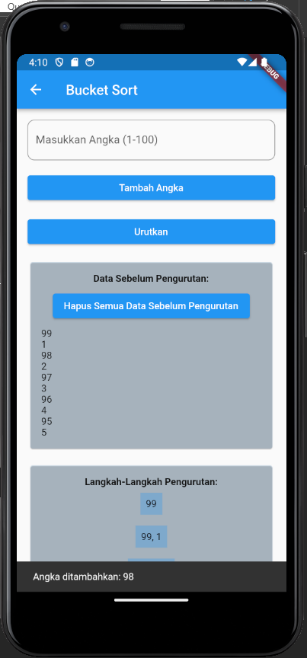 4:10
DEBUG
Bucket Sort
Masukkan Angka (1-100)
Tambah Angka
Urutkan
Data Sebelum Pengurutan:
Hapus Semua Data Sebelum Pengurutan
99
1
98
2
97
3
96
4
95
5
Langkah-Langkah Pengurutan:
99
99, 1
Angka ditambahkan: 98